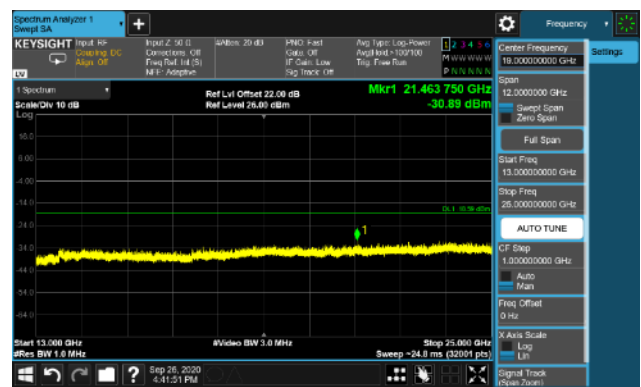 Spectrum Analyzer 1
Swept SA
Frequency
KEYSIGHT Input: RF
Coupling: DC
Align: Off
Input Z: 50 Ω
Corrections: Off
Freq Ref: Int (S)
NFE: Adaptive
#Atten: 20 dB
PNO: Fast
Gate: Off
IF Gain: Low
Sig Track: Off
Avg Type: Log-Power
Avg|Hold: >100/100
Trig: Free Run
1 2 3 4 5 6
M W W W W W
P N N N N N
LXI
Center Frequency
19.000000000 GHz
Settings
1 Spectrum
Scale/Div 10 dB
Log
Ref Lvl Offset 22.00 dB
Ref Level 26.00 dBm
Mkr1 21.463 750 GHz
-30.89 dBm
Span
12.0000000 GHz
Swept Span
Zero Span
Full Span
Start Freq
13.000000000 GHz
Stop Freq
25.000000000 GHz
AUTO TUNE
CF Step
1.000000000 GHz
Auto
Man
Freq Offset
0 Hz
X Axis Scale
Log
Lin
Signal Track
(Span Zoom)
16.0
6.00
-4.00
-14.0
-24.0
-34.0
-44.0
-54.0
-64.0
1
Start 13.000 GHz
#Res BW 1.0 MHz
#Video BW 3.0 MHz
Stop 25.000 GHz
Sweep ~24.8 ms (32001 pts)
?
Sep 26, 2020
4:41:51 PM